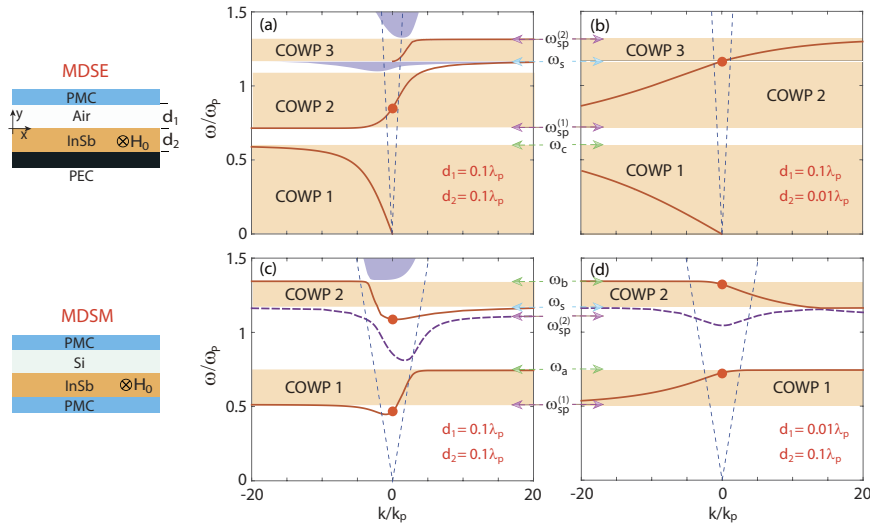 MDSE
PMC
Air
InSb ⊗H₀
PEC
y
x
d₁
d₂
(a)
ω/ωₚ
1.5
1
0.5
0
COWP 3
COWP 2
COWP 1
d₁ = 0.1λₚ
d₂ = 0.1λₚ
ωₛₚ⁽²⁾
ωₛ
ωₛₚ⁽¹⁾
ω_c
(b)
COWP 3
COWP 2
COWP 1
d₁ = 0.1λₚ
d₂ = 0.01λₚ
MDSM
PMC
Si
InSb ⊗H₀
PMC
(c)
ω/ωₚ
1.5
1
0.5
0
COWP 2
COWP 1
d₁ = 0.1λₚ
d₂ = 0.1λₚ
-20
0
20
k/kₚ
ω_b
ωₛ
ωₛₚ⁽²⁾
ωₐ
ωₛₚ⁽¹⁾
(d)
COWP 2
COWP 1
d₁ = 0.01λₚ
d₂ = 0.1λₚ
-20
0
20
k/kₚ